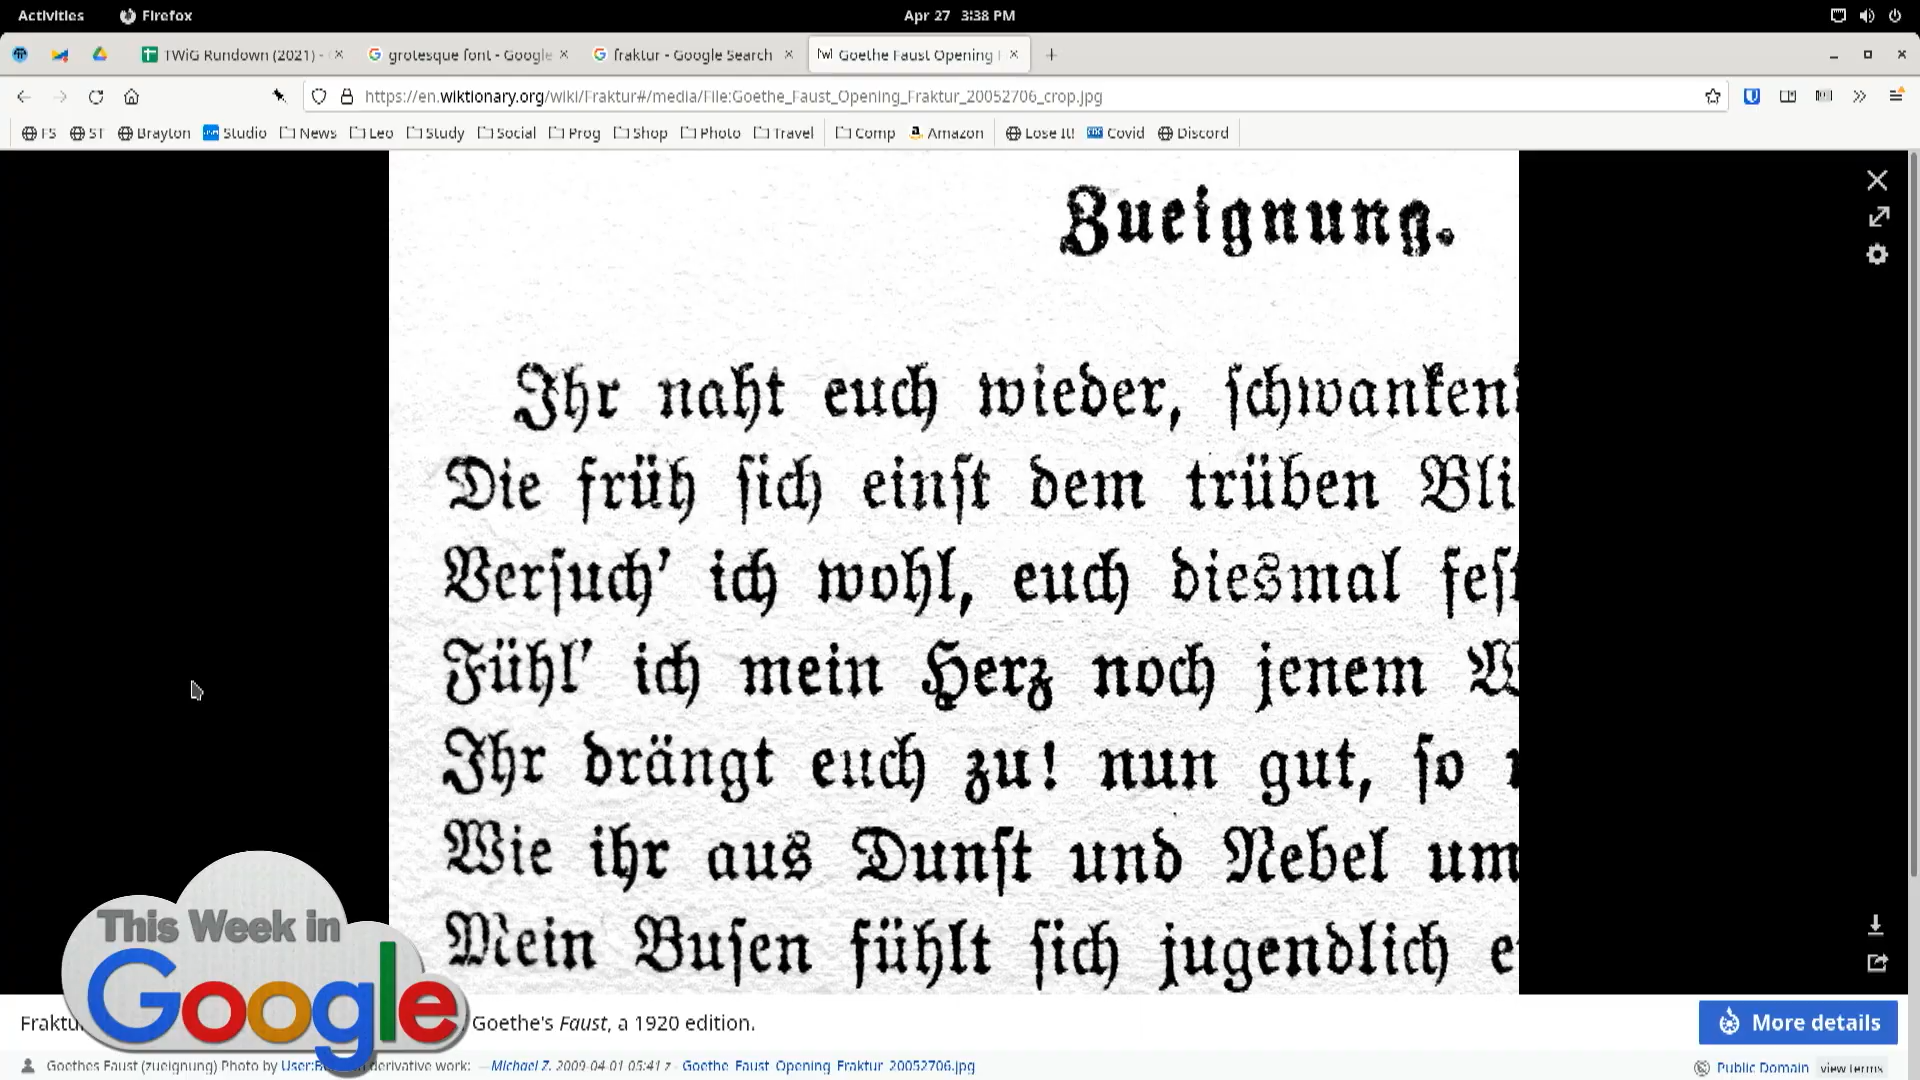 Activities Firefox Apr 27 3:38 PM
TWiG Rundown (2021) - grotesque font - Google fraktur - Google Search Goethe Faust Opening
https://en.wiktionary.org/wiki/Fraktur#/media/File:Goethe_Faust_Opening_Fraktur_20052706_crop.jpg
FS ST Brayton Studio News Leo Study Social Prog Shop Photo Travel Comp Amazon Lose It! Covid Discord
Zueignung.
Ihr naht euch wieder, ſchwanken
Die früh ſich einſt dem trüben Bli
Verſuch' ich wohl, euch diesmal feſt
Fühl' ich mein Herz noch jenem W
Ihr drängt euch zu! nun gut, ſo
Wie ihr aus Dunſt und Nebel um
Mein Buſen fühlt ſich jugendlich e
This Week in
Google
Goethe's Faust, a 1920 edition.
More details
Goethes Faust (zueignung) Photo by derivative work: —Michael Z. 2009-04-01 05:41 z - Goethe_Faust_Opening_Fraktur_20052706.jpg
Public Domain view terms